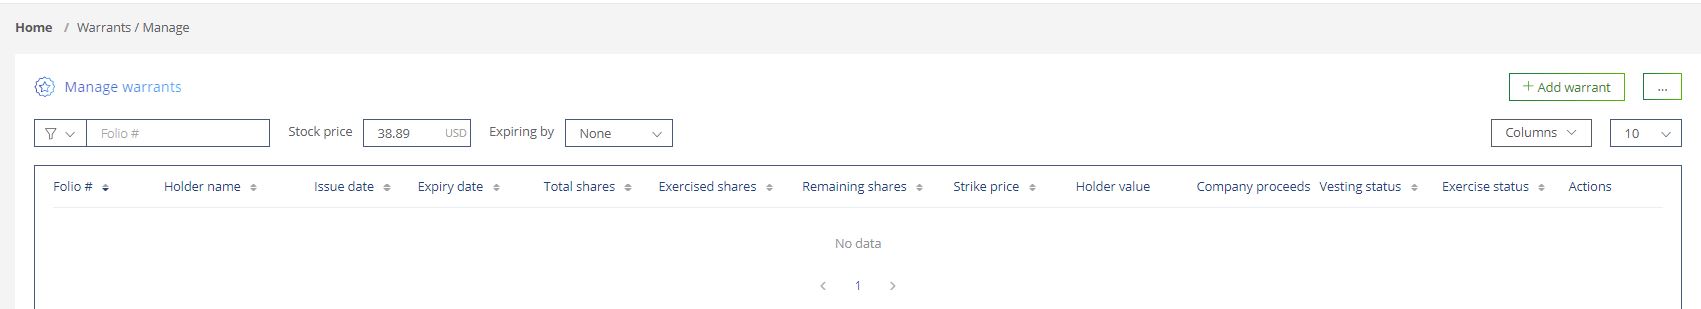 Home / Warrants / Manage
Manage warrants
+ Add warrant ...
Folio # Stock price 38.89 USD Expiring by None Columns 10
Folio # Holder name Issue date Expiry date Total shares Exercised shares Remaining shares Strike price Holder value Company proceeds Vesting status Exercise status Actions
No data
< 1 >